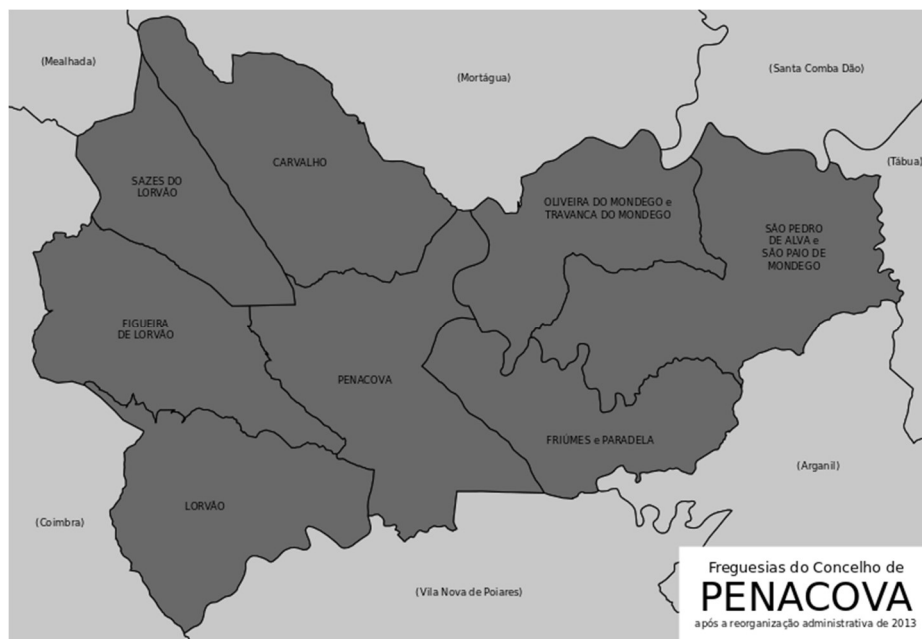 (Mealhada)
(Mortágua)
(Santa Comba Dão)
(Tábua)
CARVALHO
SAZES DO
LORVÃO
OLIVEIRA DO MONDEGO e
TRAVANCA DO MONDEGO
SÃO PEDRO
DE ALVA e
SÃO PAIO DE
MONDEGO
FIGUEIRA
DE LORVÃO
PENACOVA
FRIÚMES e PARADELA
(Arganil)
LORVÃO
(Coimbra)
(Vila Nova de Poiares)
Freguesias do Concelho de
PENACOVA
após a reorganização administrativa de 2013